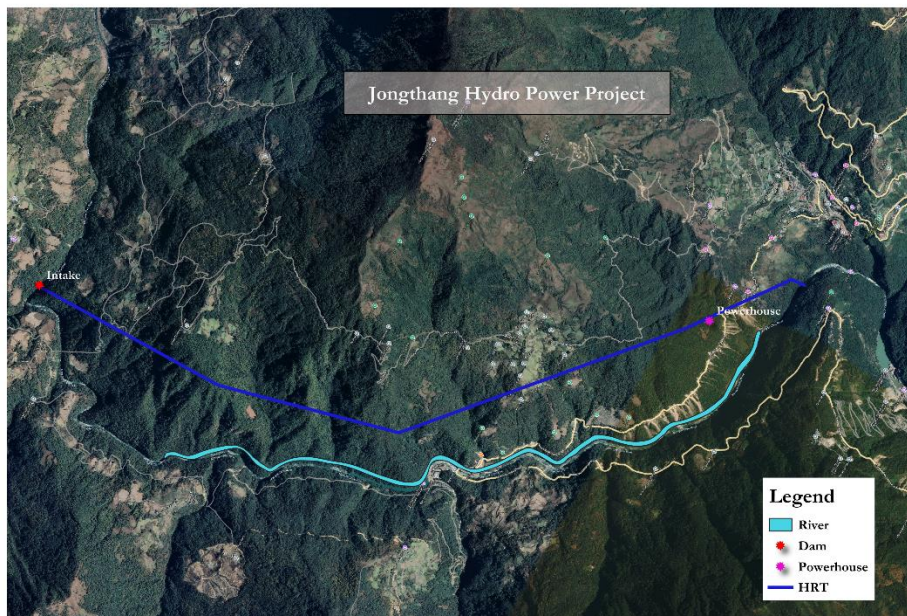 Jongthang Hydro Power Project
Intake
Powerhouse
Legend
River
Dam
Powerhouse
HRT